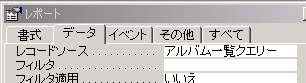 レポート
書式 データ イベント その他 すべて
レコードソース . . . . . . . . . . アルバム一覧クエリー
フィルタ . . . . . . . . . . . . . . . .
フィルタ適用 . . . . . . . . . . . . いいえ